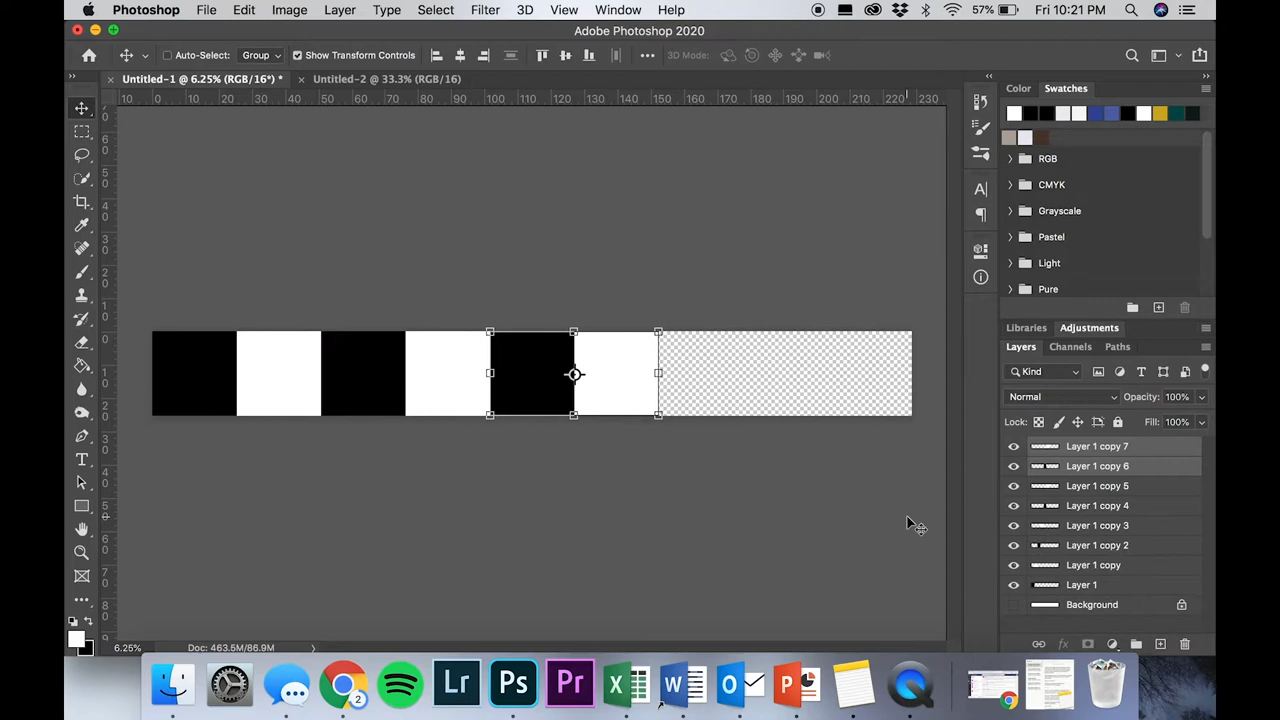 Photoshop File Edit Image Layer Type Select Filter 3D View Window Help 57% Fri 10:21 PM
Adobe Photoshop 2020
Auto-Select: Group Show Transform Controls 3D Mode:
Untitled-1 @ 6.25% (RGB/16*) * Untitled-2 @ 33.3% (RGB/16)
10 0 10 20 30 40 50 60 70 80 90 100 110 120 130 140 150 160 170 180 190 200 210 220 230
Color Swatches
RGB
CMYK
Grayscale
Pastel
Light
Pure
Libraries Adjustments
Layers Channels Paths
Kind
Normal Opacity: 100%
Lock: Fill: 100%
Layer 1 copy 7
Layer 1 copy 6
Layer 1 copy 5
Layer 1 copy 4
Layer 1 copy 3
Layer 1 copy 2
Layer 1 copy
Layer 1
Background
6.25% Doc: 463.5M/86.9M
2 Lr Ps Pr X W O P